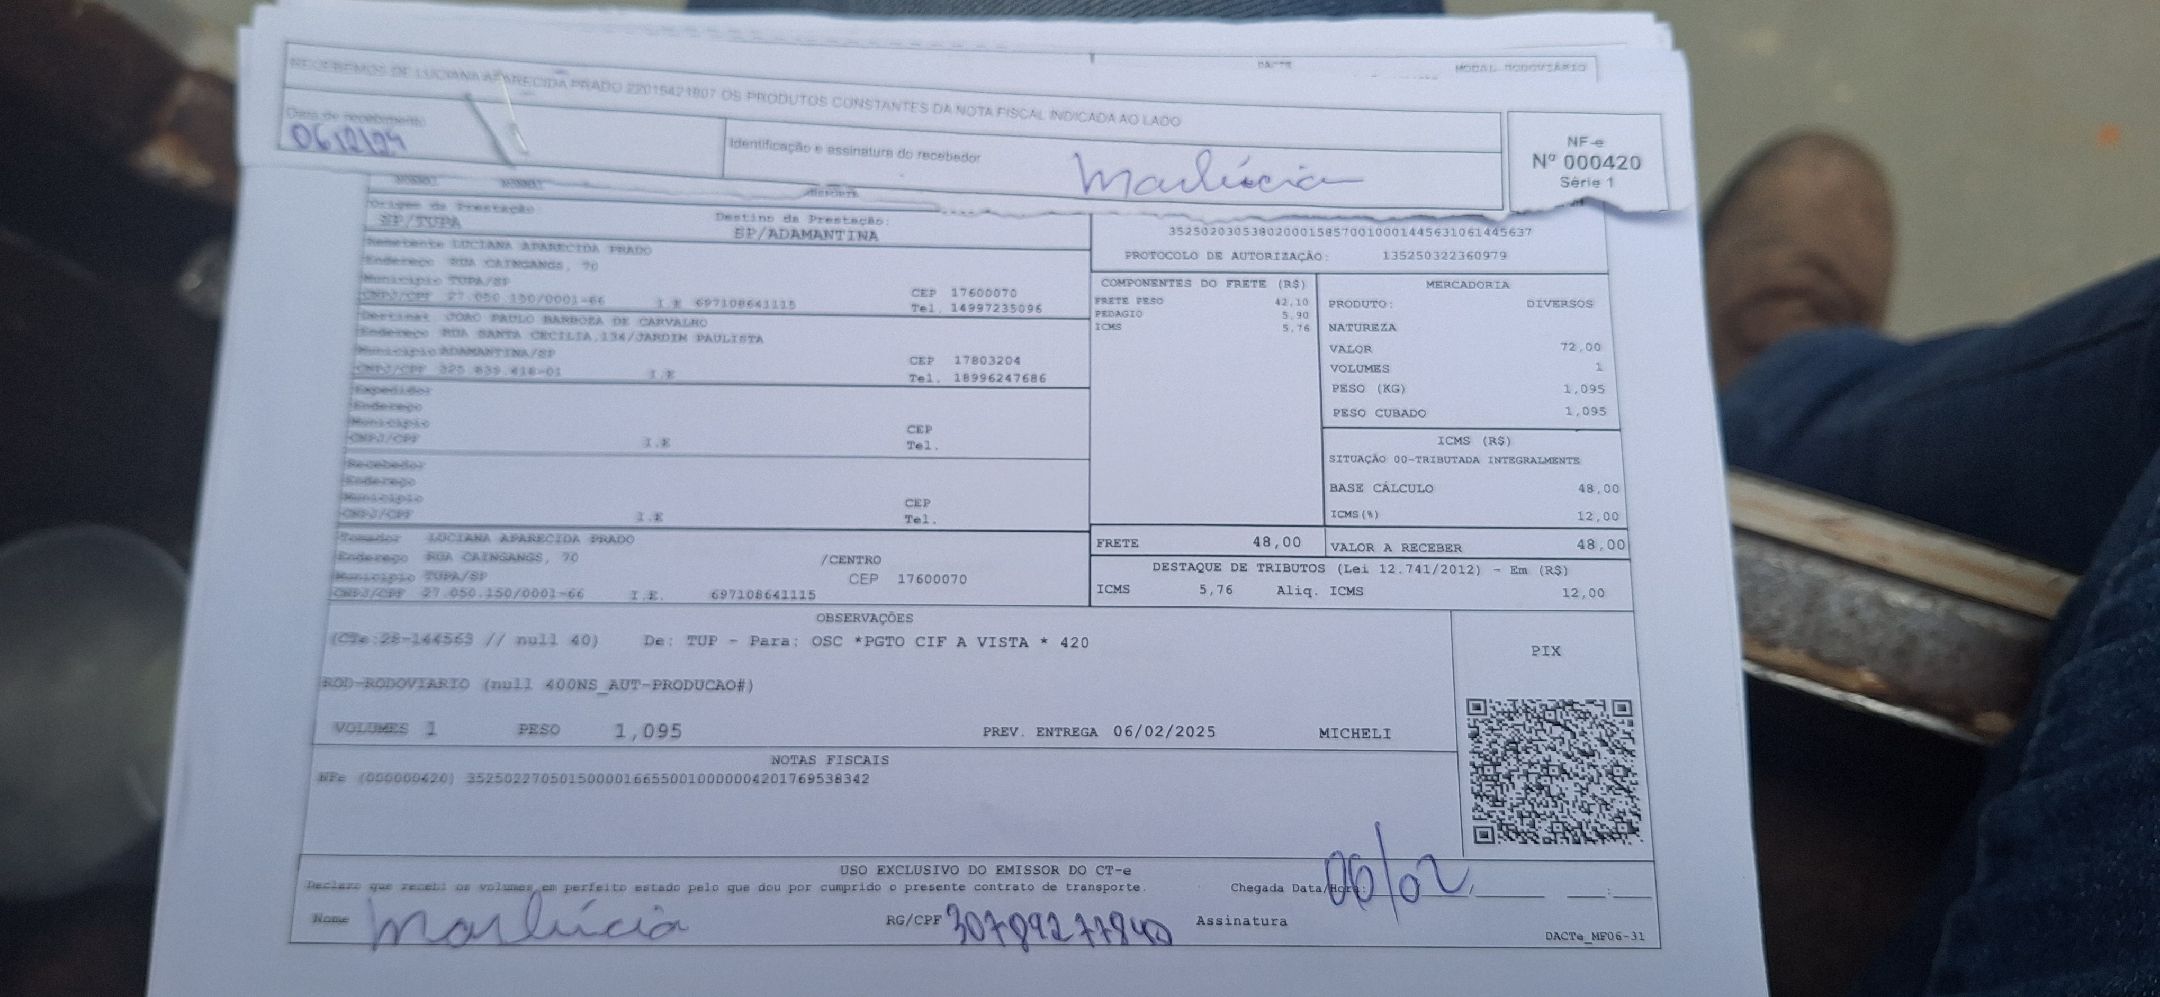 DACTE MODAL RODOVIÁRIO
RECEBEMOS DE LUCIANA APARECIDA PRADO 22015421807 OS PRODUTOS CONSTANTES DA NOTA FISCAL INDICADA AO LADO
Data de recebimento
Identificação e assinatura do recebedor
Marlúcia
NF-e
Nº 000420
Série 1
Origem da Prestação:
SP/TUPA
Destino da Prestação:
SP/ADAMANTINA
35250203053802000158570010001445631061445637
PROTOCOLO DE AUTORIZAÇÃO: 135250322360979
Remetente LUCIANA APARECIDA PRADO
Endereço RUA CAINGANGS, 70
Município TUPA/SP
CEP 17600070
CNPJ/CPF 27.050.150/0001-66 I.E 697108641115 Tel. 14997235096
Destinat JOAO PAULO BARBOZA DE CARVALHO
Endereço RUA SANTA CECILIA,134/JARDIM PAULISTA
Município ADAMANTINA/SP
CEP 17803204
CNPJ/CPF I.E Tel. 18996247686
Expedidor
Endereço
Município
CEP
CNPJ/CPF I.E Tel.
Recebedor
Endereço
Município
CEP
CNPJ/CPF I.E Tel.
Tomador LUCIANA APARECIDA PRADO
Endereço RUA CAINGANGS, 70 /CENTRO
Município TUPA/SP CEP 17600070
CNPJ/CPF 27.050.150/0001-66 I.E. 697108641115
COMPONENTES DO FRETE (R$)
FRETE PESO 42,10
PEDAGIO 5,90
ICMS 5,76
MERCADORIA
PRODUTO: DIVERSOS
NATUREZA
VALOR 72,00
VOLUMES 1
PESO (KG) 1,095
PESO CUBADO 1,095
ICMS (R$)
SITUAÇÃO 00-TRIBUTADA INTEGRALMENTE
BASE CÁLCULO 48,00
ICMS(%) 12,00
FRETE 48,00
VALOR A RECEBER 48,00
DESTAQUE DE TRIBUTOS (Lei 12.741/2012) - Em (R$)
ICMS 5,76 Aliq. ICMS 12,00
OBSERVAÇÕES
(CTe:28-144563 // null 40) De: TUP - Para: OSC *PGTO CIF A VISTA * 420
ROD-RODOVIARIO (null 400NS_AUT-PRODUCAO#)
VOLUMES 1 PESO 1,095 PREV. ENTREGA 06/02/2025 MICHELI
PIX
NOTAS FISCAIS
NFe (000000420) 35250227050150000166550010000004201769538342
USO EXCLUSIVO DO EMISSOR DO CT-e
Declaro que recebi os volumes em perfeito estado pelo que dou por cumprido o presente contrato de transporte.
Chegada Data/Hora: 06/02
Nome Marlúcia RG/CPF Assinatura
DACTe_MF06-31